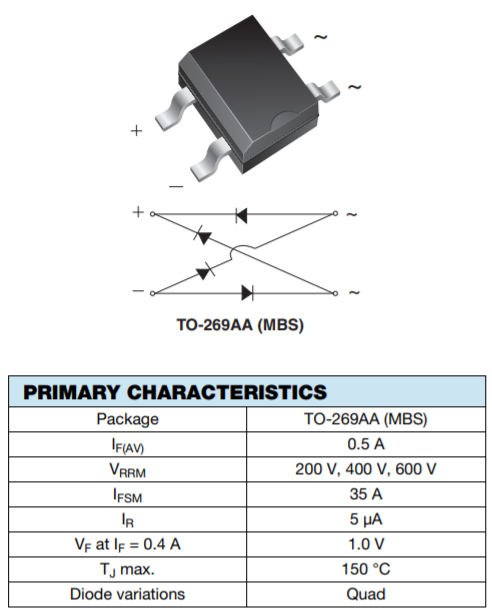 ~
~
+
—
+ ~
— ~
TO-269AA (MBS)
PRIMARY CHARACTERISTICS
Package TO-269AA (MBS)
IF(AV) 0.5 A
VRRM 200 V, 400 V, 600 V
IFSM 35 A
IR 5 μA
VF at IF = 0.4 A 1.0 V
TJ max. 150 °C
Diode variations Quad